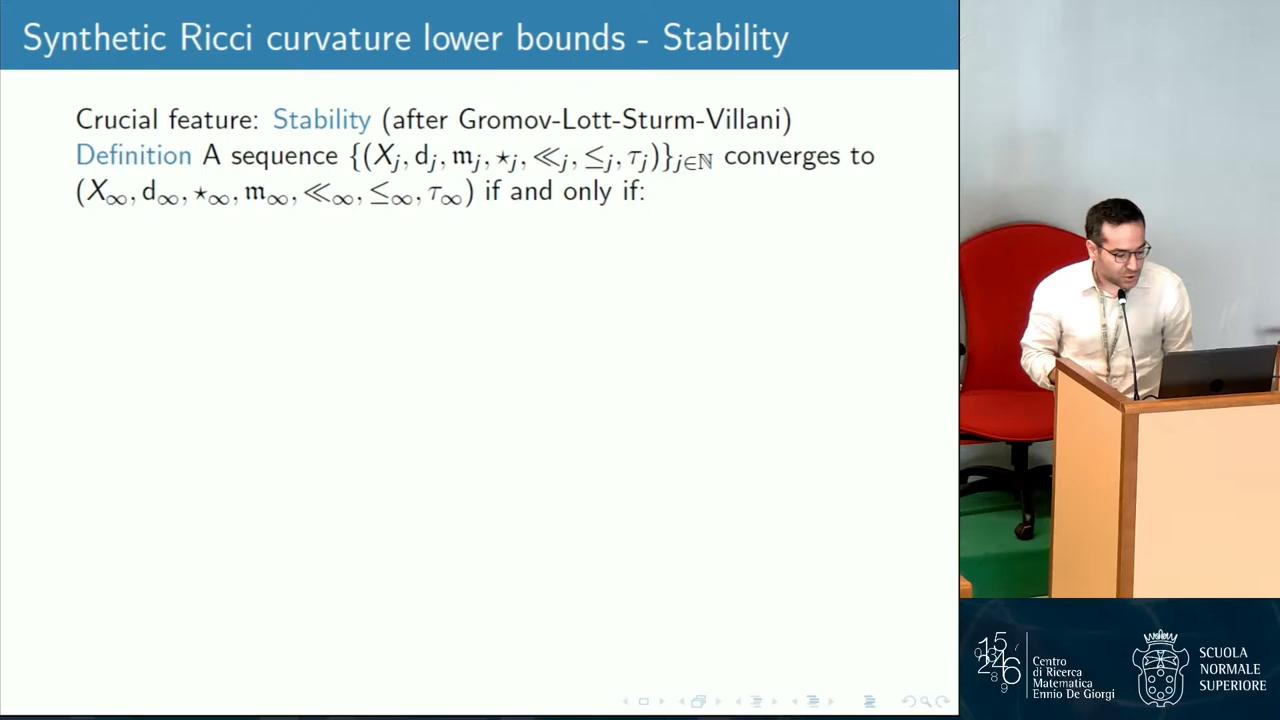 Synthetic Ricci curvature lower bounds - Stability
Crucial feature: Stability (after Gromov-Lott-Sturm-Villani)
Definition A sequence {(X_j, d_j, 𝔪_j, ⋆_j, ≪_j, ≤_j, τ_j)}_{j∈ℕ} converges to
(X_∞, d_∞, ⋆_∞, 𝔪_∞, ≪_∞, ≤_∞, τ_∞) if and only if:
Centro
di Ricerca
Matematica
Ennio De Giorgi
SCUOLA
NORMALE
SUPERIORE